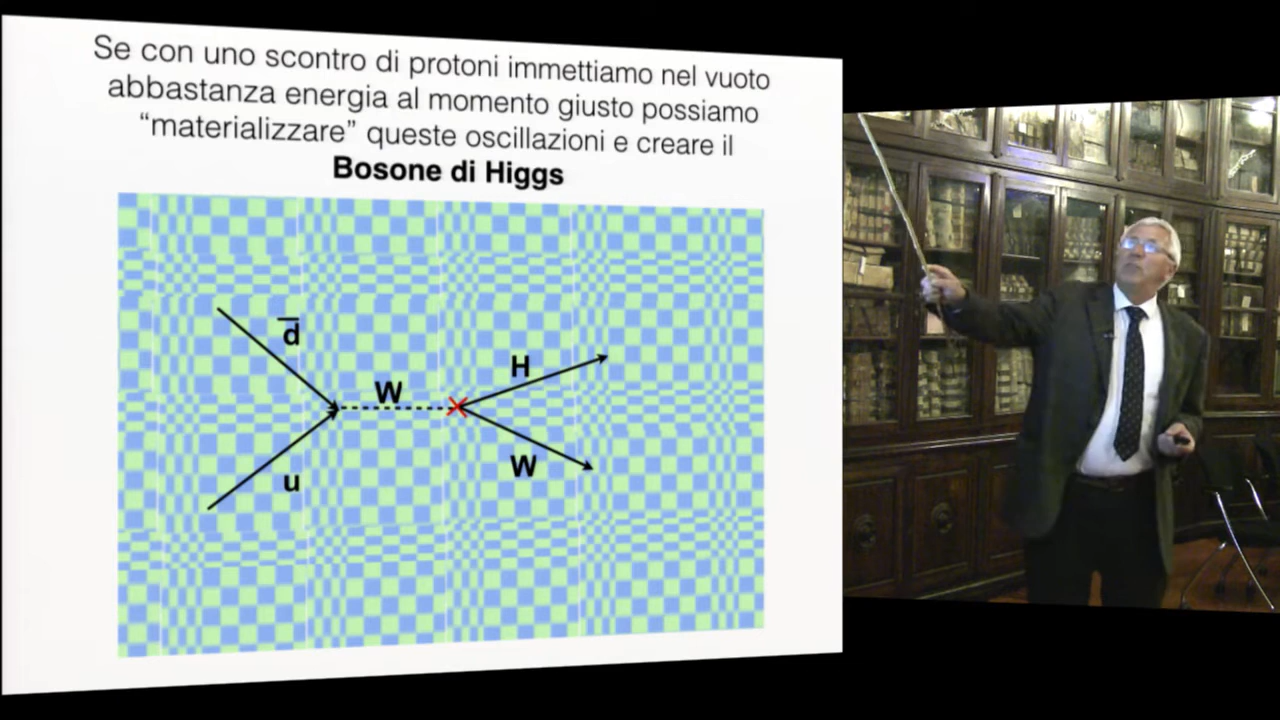 Se con uno scontro di protoni immettiamo nel vuoto
abbastanza energia al momento giusto possiamo
“materializzare” queste oscillazioni e creare il
Bosone di Higgs
d̅
H
W
W
u